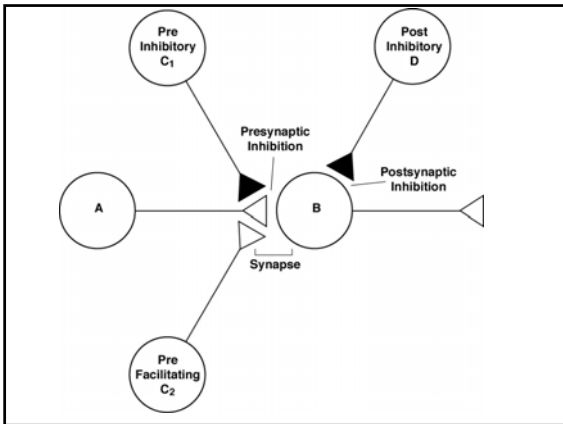 Pre
Inhibitory
C₁
Post
Inhibitory
D
Presynaptic
Inhibition
Postsynaptic
Inhibition
A
B
Synapse
Pre
Facilitating
C₂